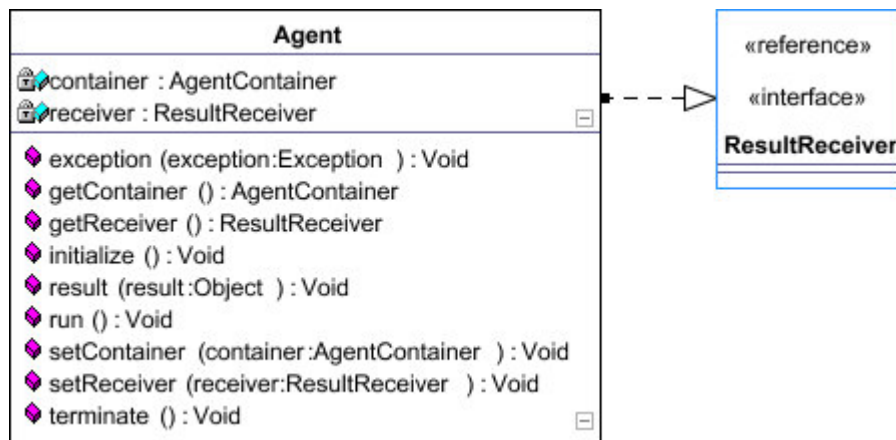 Agent
container : AgentContainer
receiver : ResultReceiver
exception (exception:Exception ) : Void
getContainer () : AgentContainer
getReceiver () : ResultReceiver
initialize () : Void
result (result:Object ) : Void
run () : Void
setContainer (container:AgentContainer ) : Void
setReceiver (receiver:ResultReceiver ) : Void
terminate () : Void
«reference»
«interface»
ResultReceiver